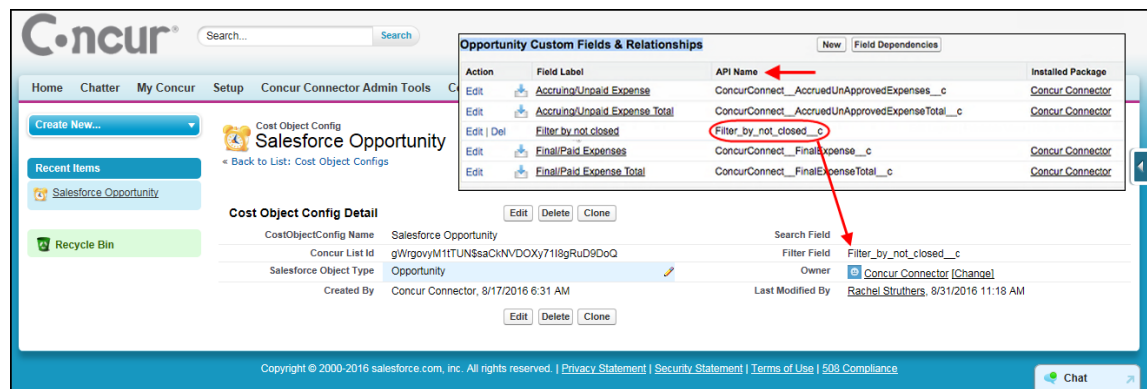 C•ncur®
Search...
Search
Home Chatter My Concur Setup Concur Connector Admin Tools
Opportunity Custom Fields & Relationships
New
Field Dependencies
Action Field Label API Name Installed Package
Edit Accruing/Unpaid Expense ConcurConnect__AccruedUnApprovedExpenses__c Concur Connector
Edit Accruing/Unpaid Expense Total ConcurConnect__AccruedUnApprovedExpenseTotal__c Concur Connector
Edit | Del Filter by not closed Filter_by_not_closed__c
Edit Final/Paid Expenses ConcurConnect__FinalExpense__c Concur Connector
Edit Final/Paid Expense Total ConcurConnect__FinalExpenseTotal__c Concur Connector
Create New...
Recent Items
Salesforce Opportunity
Recycle Bin
Cost Object Config
Salesforce Opportunity
« Back to List: Cost Object Configs
Cost Object Config Detail
Edit Delete Clone
CostObjectConfig Name Salesforce Opportunity Search Field
Concur List Id gWrgovyM1tTUN$saCkNVDOXy71I8gRuD9DoQ Filter Field Filter_by_not_closed__c
Salesforce Object Type Opportunity Owner Concur Connector [Change]
Created By Concur Connector, 8/17/2016 6:31 AM Last Modified By Rachel Struthers, 8/31/2016 11:18 AM
Edit Delete Clone
Copyright © 2000-2016 salesforce.com, inc. All rights reserved. | Privacy Statement | Security Statement | Terms of Use | 508 Compliance
Chat